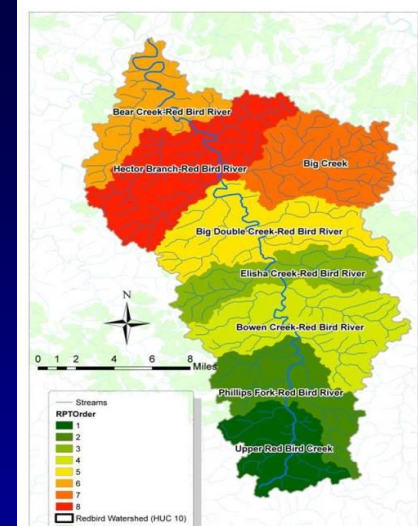 Bear Creek-Red Bird River
Hector Branch-Red Bird River
Big Creek
Big Double Creek-Red Bird River
Elisha Creek-Red Bird River
Bowen Creek-Red Bird River
Phillips Fork-Red Bird River
Upper Red Bird Creek
N
0 1 2 4 6 8
Miles
Streams
RPTOrder
1
2
3
4
5
6
7
8
Redbird Watershed (HUC 10)